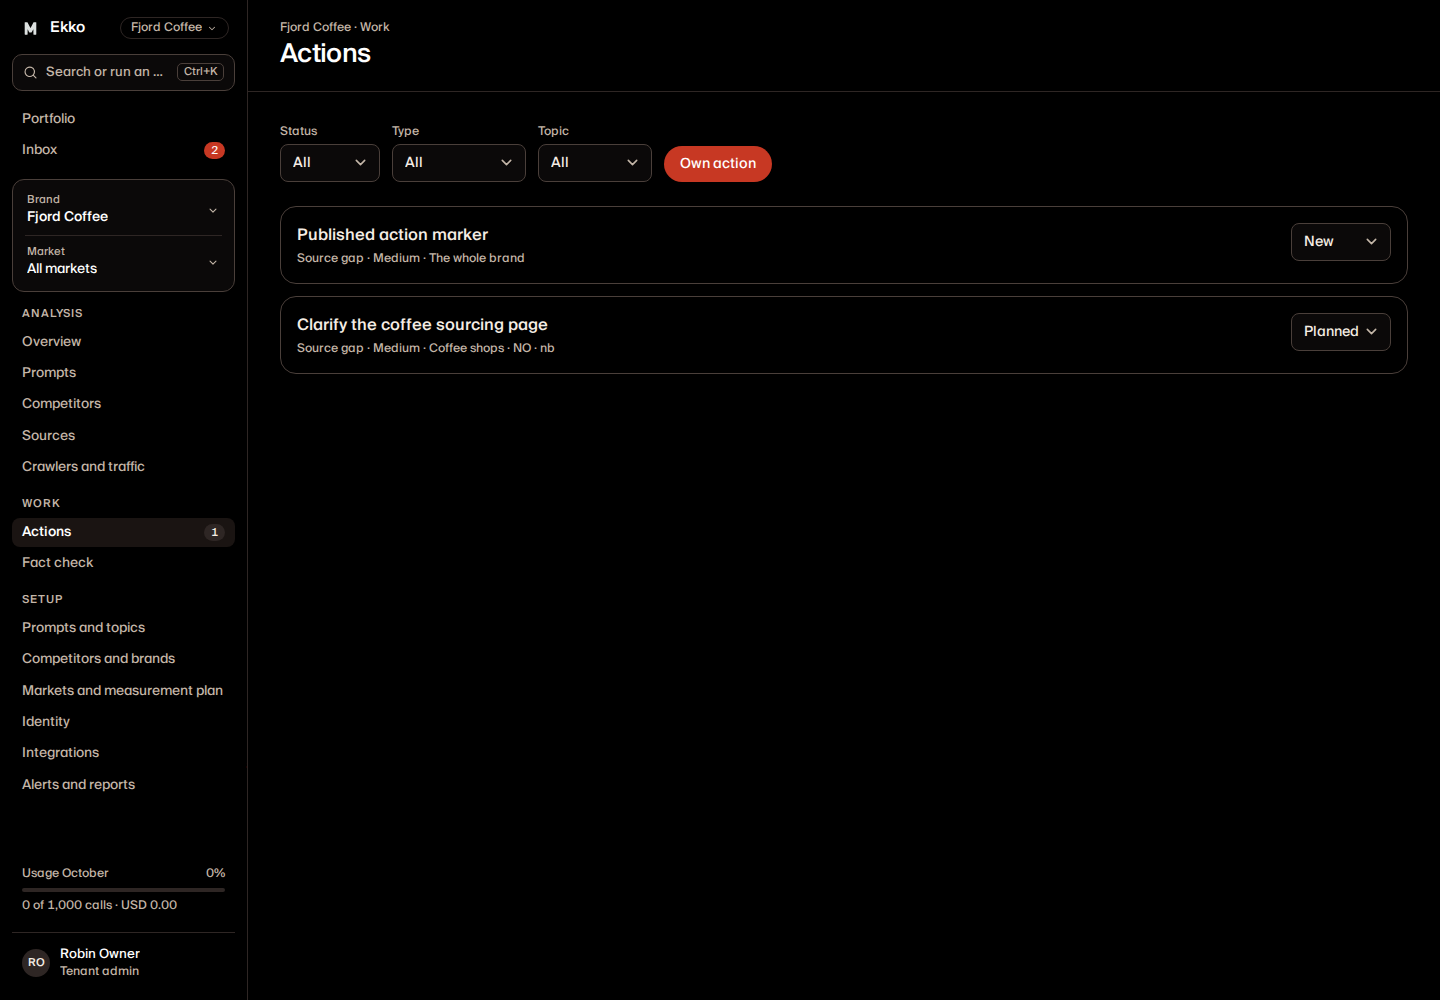 Ekko
Fjord Coffee
Search or run an ...
Ctrl+K
Portfolio
Inbox
2
Brand
Fjord Coffee
Market
All markets
ANALYSIS
Overview
Prompts
Competitors
Sources
Crawlers and traffic
WORK
Actions
1
Fact check
SETUP
Prompts and topics
Competitors and brands
Markets and measurement plan
Identity
Integrations
Alerts and reports
Usage October
0%
0 of 1,000 calls · USD 0.00
RO
Robin Owner
Tenant admin
Fjord Coffee · Work
Actions
Status
Type
Topic
All
All
All
Own action
Published action marker
Source gap · Medium · The whole brand
New
Clarify the coffee sourcing page
Source gap · Medium · Coffee shops · NO · nb
Planned